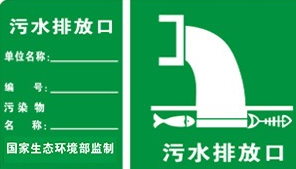 污水排放口
单位名称:
编 号:
污染物
名 称:
国家生态环境部监制
污水排放口